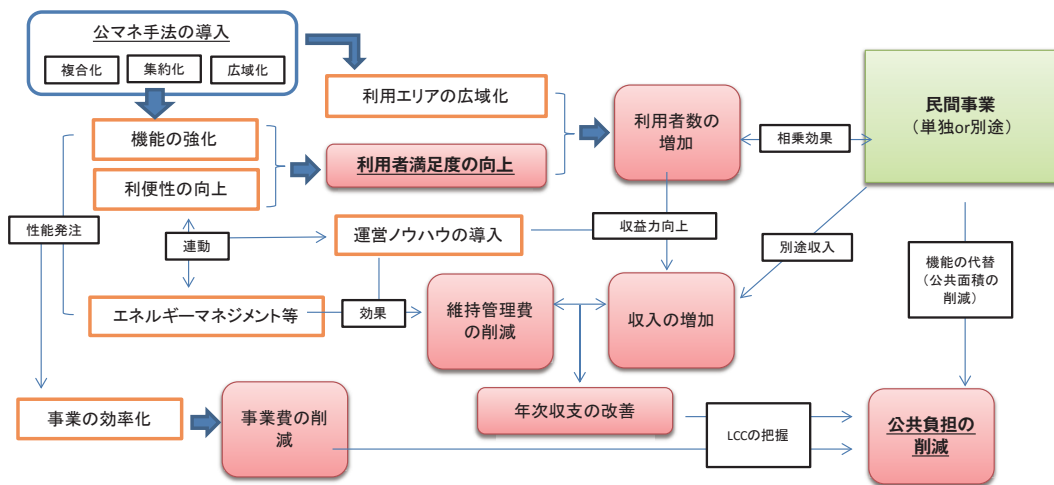 公マネ手法の導入
複合化
集約化
広域化
利用エリアの広域化
機能の強化
利便性の向上
利用者満足度の向上
利用者数の
増加
相乗効果
民間事業
（単独or別途）
性能発注
連動
運営ノウハウの導入
収益力向上
別途収入
機能の代替
（公共面積の
削減）
エネルギーマネジメント等
効果
維持管理費
の削減
収入の増加
事業の効率化
事業費の削
減
年次収支の改善
LCCの把握
公共負担の
削減